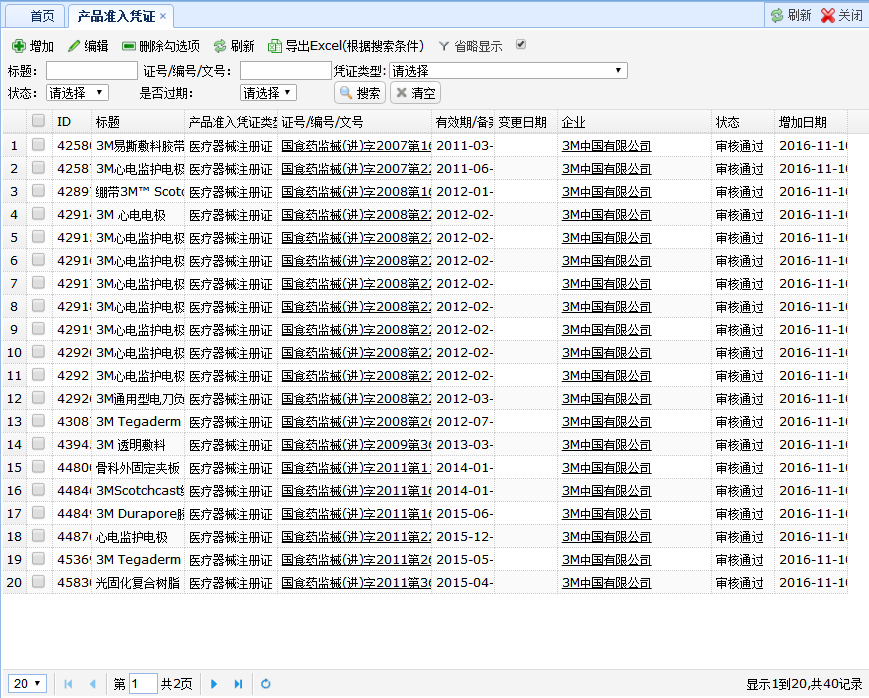 首页 产品准入凭证 × 刷新 关闭
增加 编辑 删除勾选项 刷新 导出Excel(根据搜索条件) 省略显示
标题： 证号/编号/文号： 凭证类型: 请选择
状态： 请选择 是否过期： 请选择 搜索 清空
ID 标题 产品准入凭证类 证号/编号/文号 有效期/备 变更日期 企业 状态 增加日期
1 4258 3M易撕敷料胶带 医疗器械注册证 国食药监械(进)字2007第1 2011-03- 3M中国有限公司 审核通过 2016-11-1
2 4258 3M心电监护电极 医疗器械注册证 国食药监械(进)字2007第2 2011-06- 3M中国有限公司 审核通过 2016-11-1
3 4289 绷带3M™ Scotc 医疗器械注册证 国食药监械(进)字2008第1 2012-01- 3M中国有限公司 审核通过 2016-11-1
4 4291 3M 心电电极 医疗器械注册证 国食药监械(进)字2008第2 2012-02- 3M中国有限公司 审核通过 2016-11-1
5 4291 3M心电监护电极 医疗器械注册证 国食药监械(进)字2008第2 2012-02- 3M中国有限公司 审核通过 2016-11-1
6 4291 3M心电监护电极 医疗器械注册证 国食药监械(进)字2008第2 2012-02- 3M中国有限公司 审核通过 2016-11-1
7 4291 3M心电监护电极 医疗器械注册证 国食药监械(进)字2008第2 2012-02- 3M中国有限公司 审核通过 2016-11-1
8 4291 3M心电监护电极 医疗器械注册证 国食药监械(进)字2008第2 2012-02- 3M中国有限公司 审核通过 2016-11-1
9 4291 3M心电监护电极 医疗器械注册证 国食药监械(进)字2008第2 2012-02- 3M中国有限公司 审核通过 2016-11-1
10 4292 3M心电监护电极 医疗器械注册证 国食药监械(进)字2008第2 2012-02- 3M中国有限公司 审核通过 2016-11-1
11 4292 3M心电监护电极 医疗器械注册证 国食药监械(进)字2008第2 2012-02- 3M中国有限公司 审核通过 2016-11-1
12 4292 3M通用型电刀负 医疗器械注册证 国食药监械(进)字2008第2 2012-03- 3M中国有限公司 审核通过 2016-11-1
13 4308 3M Tegaderm 医疗器械注册证 国食药监械(进)字2008第2 2012-07- 3M中国有限公司 审核通过 2016-11-1
14 4394 3M 透明敷料 医疗器械注册证 国食药监械(进)字2009第3 2013-03- 3M中国有限公司 审核通过 2016-11-1
15 4480 骨科外固定夹板 医疗器械注册证 国食药监械(进)字2011第1 2014-01- 3M中国有限公司 审核通过 2016-11-1
16 4484 3MScotchcast 医疗器械注册证 国食药监械(进)字2011第1 2014-01- 3M中国有限公司 审核通过 2016-11-1
17 4484 3M Durapore 医疗器械注册证 国食药监械(进)字2011第1 2015-06- 3M中国有限公司 审核通过 2016-11-1
18 4487 心电监护电极 医疗器械注册证 国食药监械(进)字2011第2 2015-12- 3M中国有限公司 审核通过 2016-11-1
19 4536 3M Tegaderm 医疗器械注册证 国食药监械(进)字2011第2 2015-05- 3M中国有限公司 审核通过 2016-11-1
20 4583 光固化复合树脂 医疗器械注册证 国食药监械(进)字2011第3 2015-04- 3M中国有限公司 审核通过 2016-11-1
20 第 1 共2页 显示1到20,共40记录